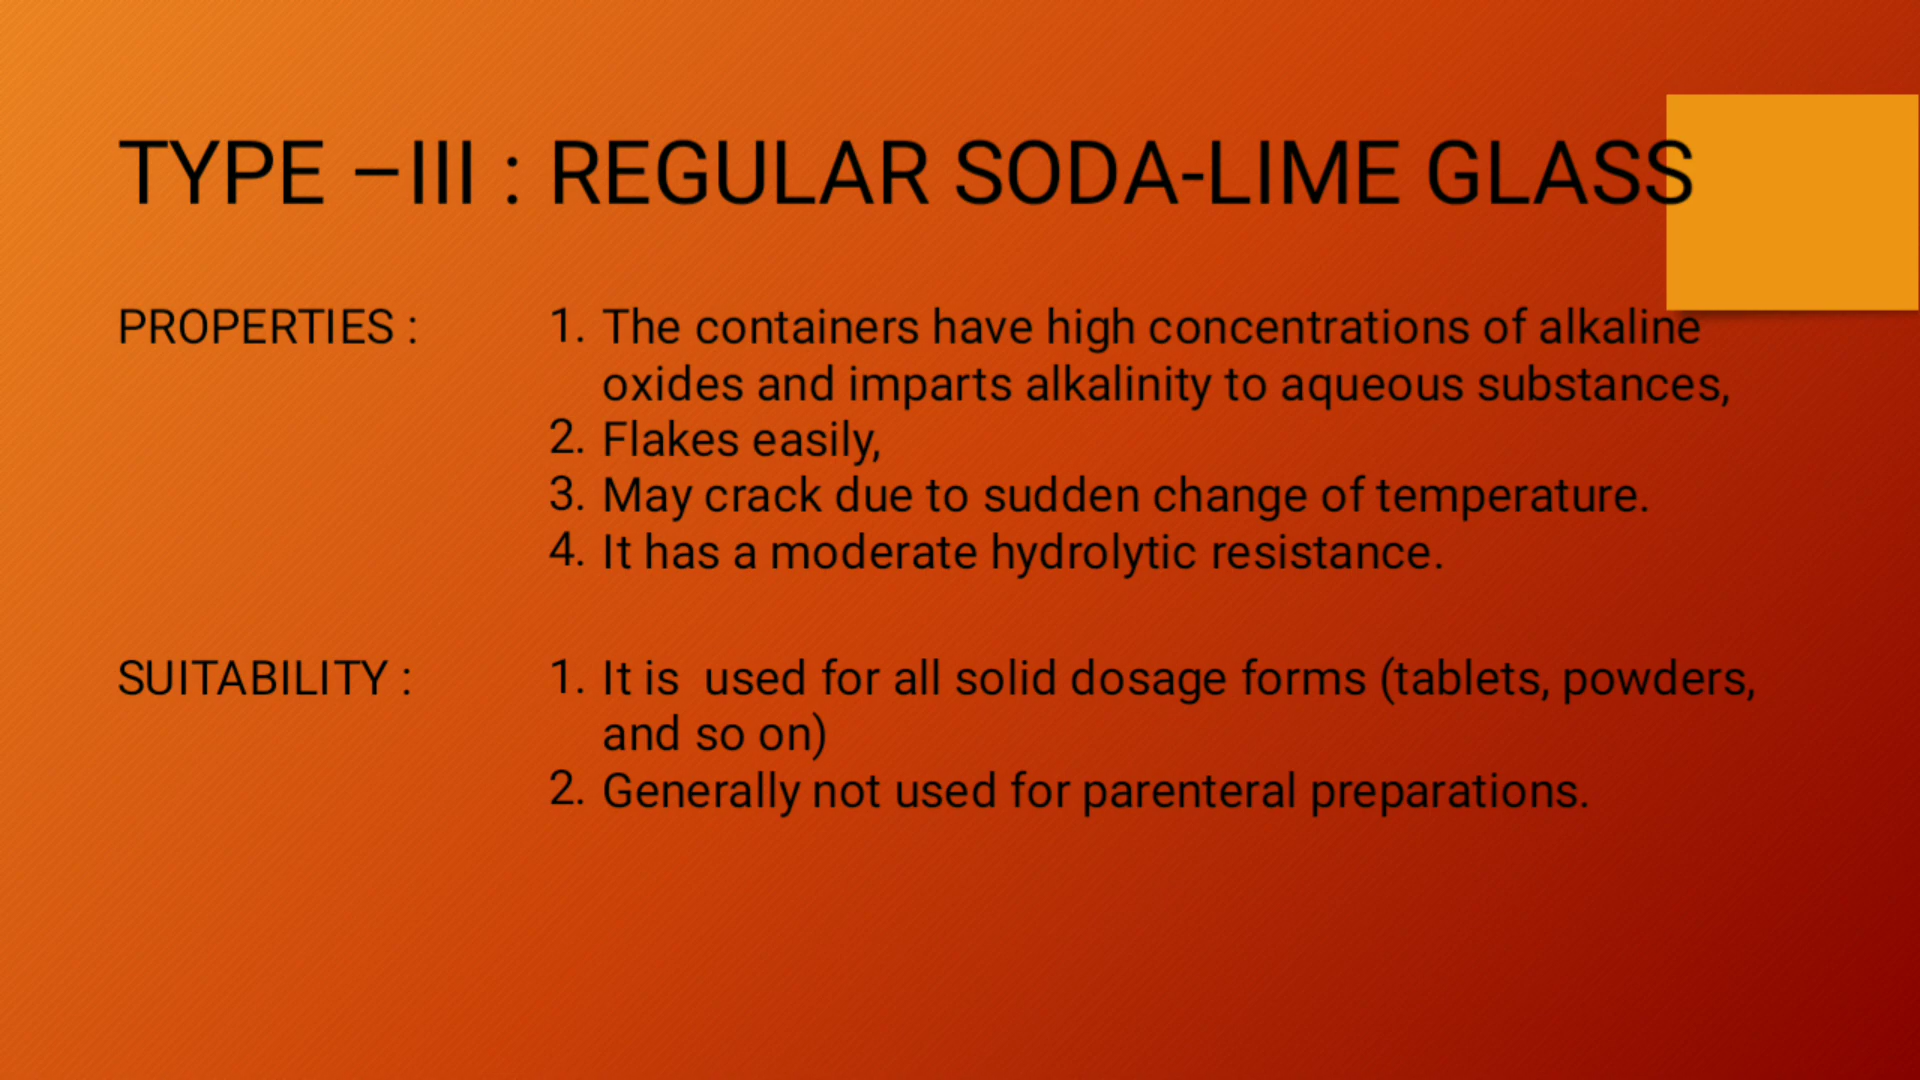 TYPE –III : REGULAR SODA-LIME GLASS
PROPERTIES :
1. The containers have high concentrations of alkaline
oxides and imparts alkalinity to aqueous substances,
2. Flakes easily,
3. May crack due to sudden change of temperature.
4. It has a moderate hydrolytic resistance.
SUITABILITY :
1. It is  used for all solid dosage forms (tablets, powders,
and so on)
2. Generally not used for parenteral preparations.